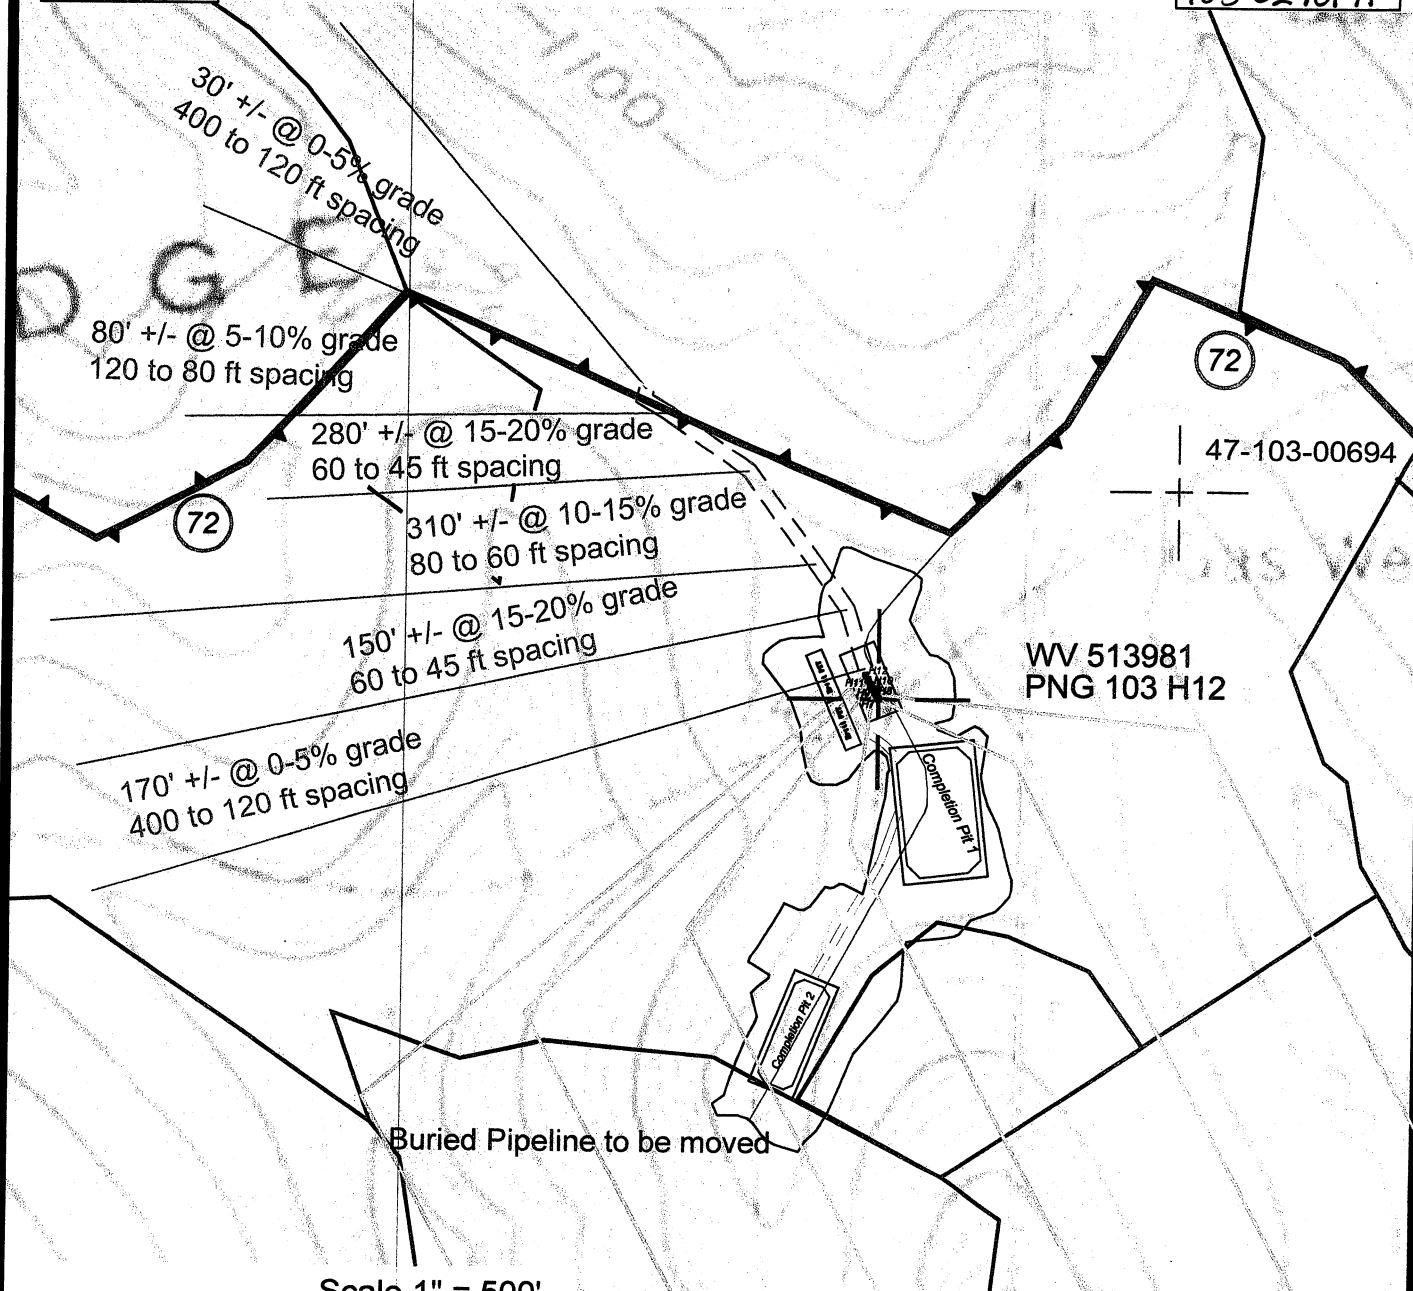 1100
30' +/- @ 0-5% grade
400 to 120 ft spacing
D G E
80' +/- @ 5-10% grade
120 to 80 ft spacing
72
280' +/- @ 15-20% grade
60 to 45 ft spacing
47-103-00694
72
310' +/- @ 10-15% grade
80 to 60 ft spacing
150' +/- @ 15-20% grade
60 to 45 ft spacing
WV 513981
PNG 103 H12
170' +/- @ 0-5% grade
400 to 120 ft spacing
Completion Pit 1
Completion Pit 2
Buried Pipeline to be moved
Scale 1" = 500'